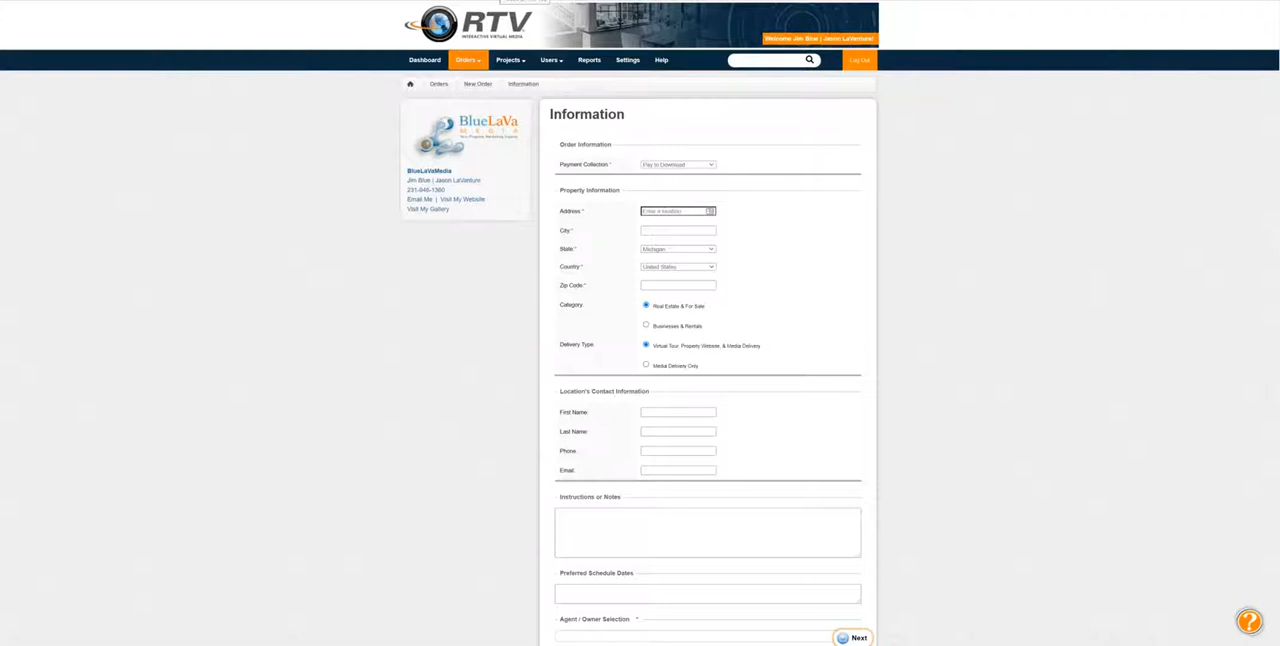 RTV
INTERACTIVE VIRTUAL MEDIA
Welcome Jim Blue | Jason LaVenture!
Dashboard Orders Projects Users Reports Settings Help Log Out
Orders New Order Information
BlueLaVa
MEDIA
BlueLaVaMedia
Jim Blue | Jason LaVenture
231-946-1360
Email Me | Visit My Website
Visit My Gallery
Information
Order Information
Payment Collection * Pay to Download
Property Information
Address * Enter a location
City *
State * Michigan
Country * United States
Zip Code *
Category: Real Estate & For Sale
Businesses & Rentals
Delivery Type: Virtual Tour, Property Website, & Media Delivery
Media Delivery Only
Location's Contact Information
First Name:
Last Name:
Phone:
Email:
Instructions or Notes
Preferred Schedule Dates
Agent / Owner Selection *
Next
?